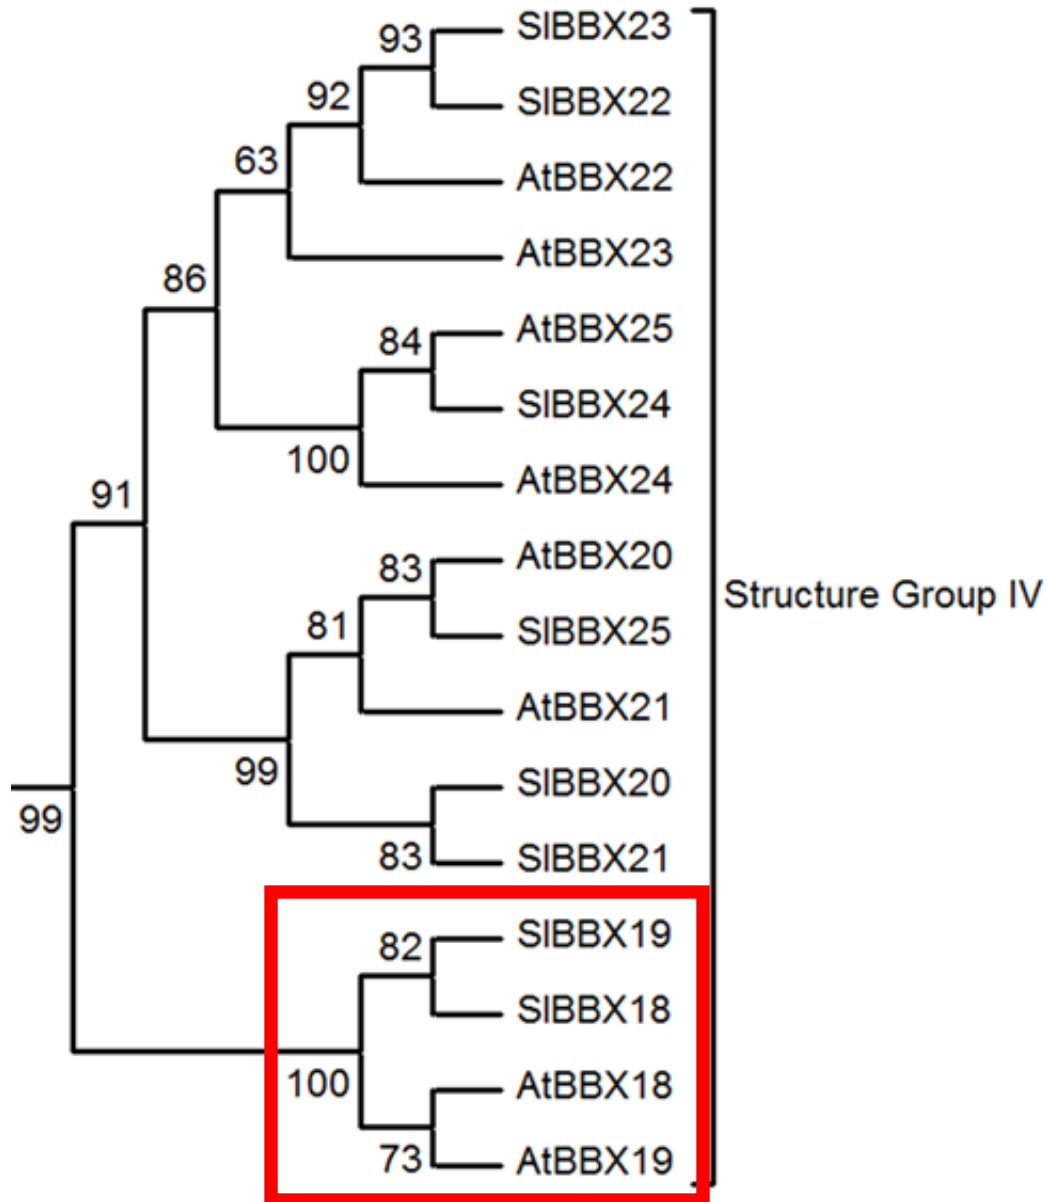 93
SlBBX23
92
SlBBX22
63
AtBBX22
86
AtBBX23
84
AtBBX25
SlBBX24
100
AtBBX24
91
83
AtBBX20
81
SlBBX25
Structure Group IV
AtBBX21
99
SlBBX20
99
83
SlBBX21
82
SlBBX19
SlBBX18
100
AtBBX18
73
AtBBX19